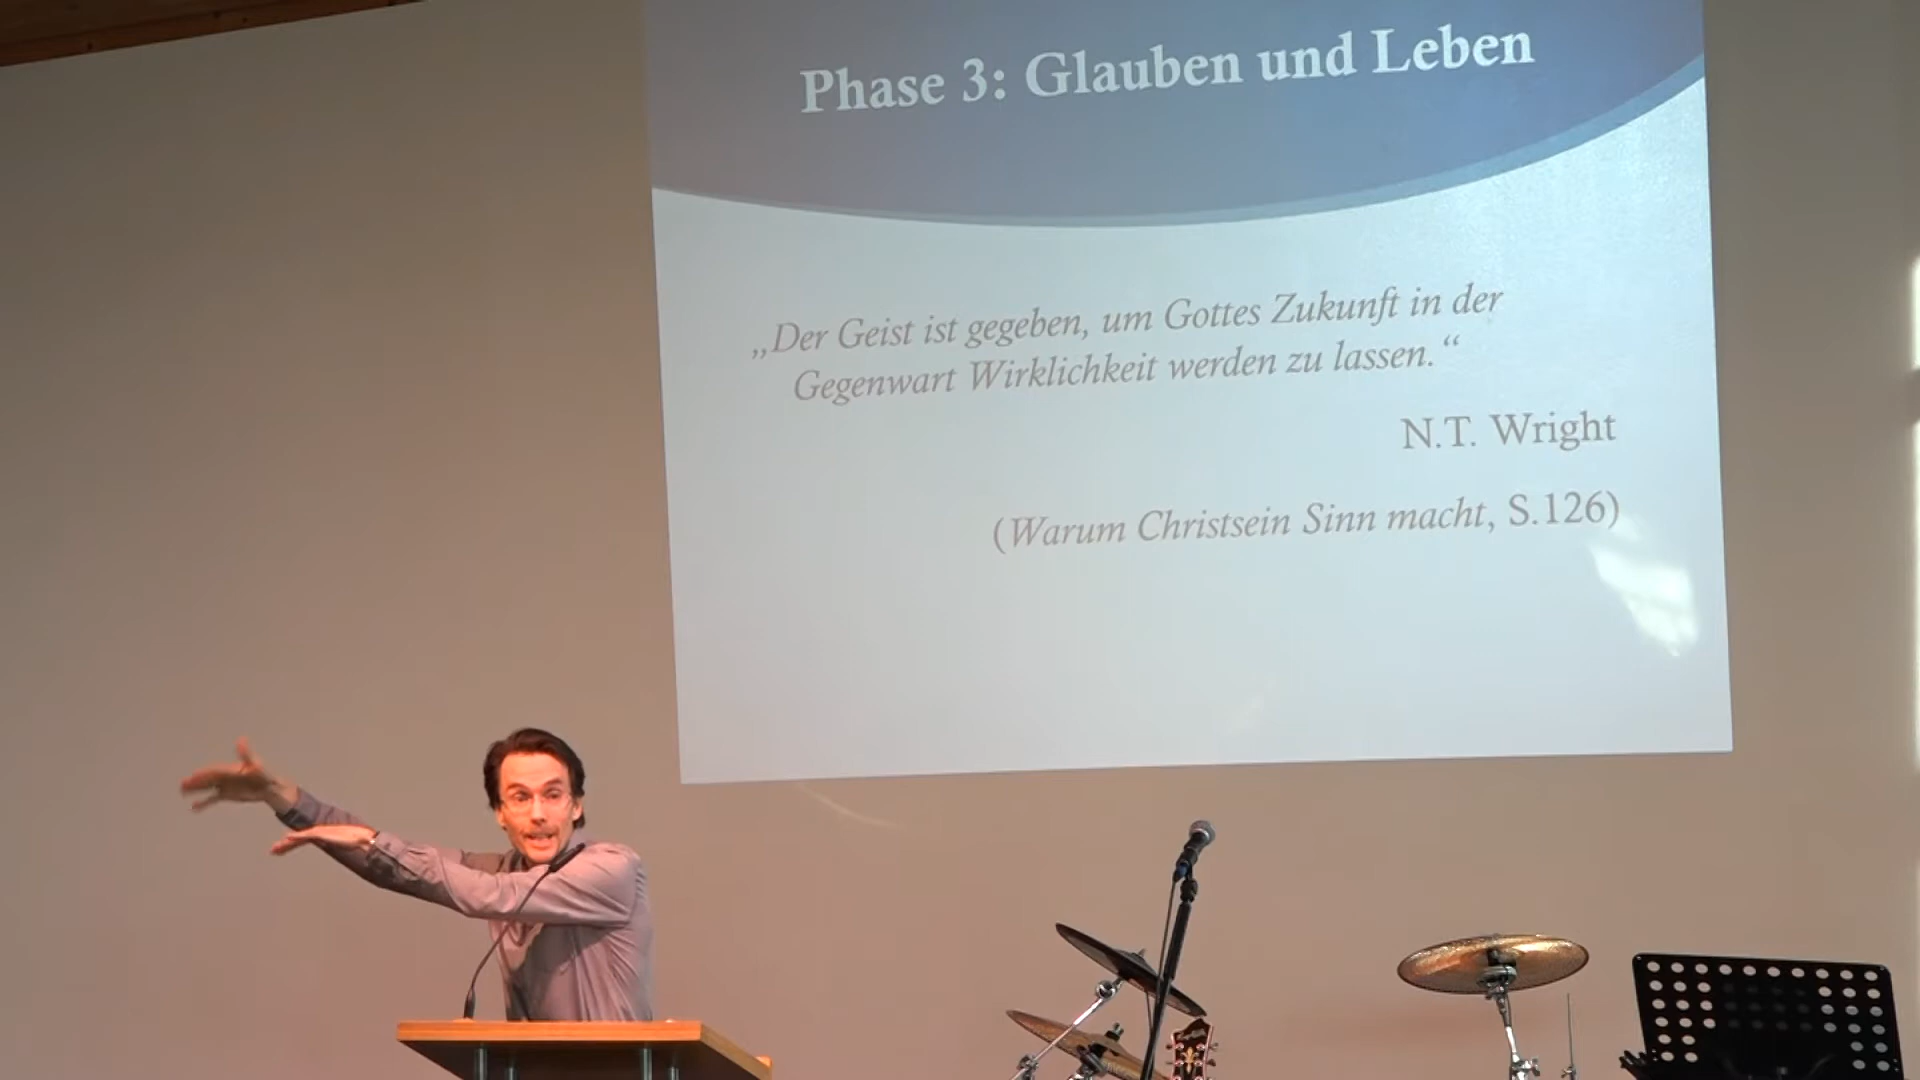 Phase 3: Glauben und Leben
„Der Geist ist gegeben, um Gottes Zukunft in der
Gegenwart Wirklichkeit werden zu lassen.“
N.T. Wright
(Warum Christsein Sinn macht, S.126)